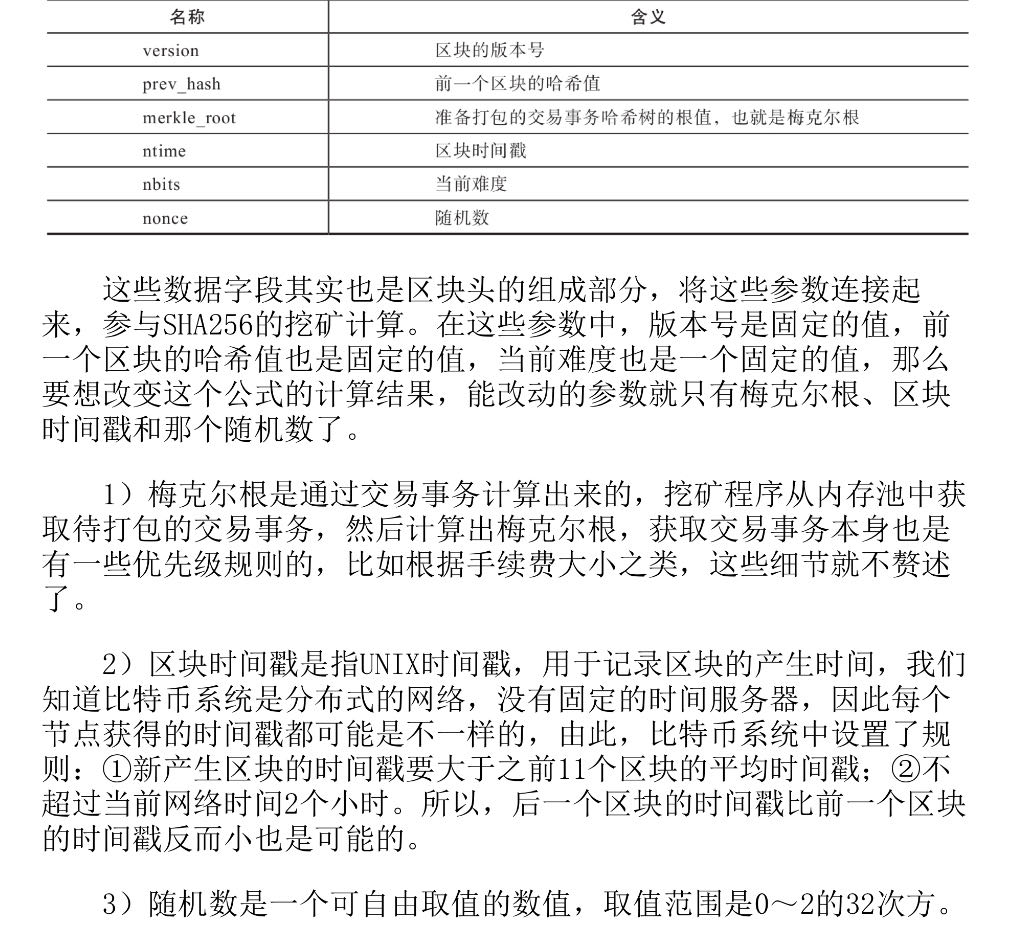 名称 含义
version 区块的版本号
prev_hash 前一个区块的哈希值
merkle_root 准备打包的交易事务哈希树的根值，也就是梅克尔根
ntime 区块时间戳
nbits 当前难度
nonce 随机数
这些数据字段其实也是区块头的组成部分，将这些参数连接起
来，参与SHA256的挖矿计算。在这些参数中，版本号是固定的值，前
一个区块的哈希值也是固定的值，当前难度也是一个固定的值，那么
要想改变这个公式的计算结果，能改动的参数就只有梅克尔根、区块
时间戳和那个随机数了。
1）梅克尔根是通过交易事务计算出来的，挖矿程序从内存池中获
取待打包的交易事务，然后计算出梅克尔根，获取交易事务本身也是
有一些优先级规则的，比如根据手续费大小之类，这些细节就不赘述
了。
2）区块时间戳是指UNIX时间戳，用于记录区块的产生时间，我们
知道比特币系统是分布式的网络，没有固定的时间服务器，因此每个
节点获得的时间戳都可能是不一样的，由此，比特币系统中设置了规
则：①新产生区块的时间戳要大于之前11个区块的平均时间戳；②不
超过当前网络时间2个小时。所以，后一个区块的时间戳比前一个区块
的时间戳反而小也是可能的。
3）随机数是一个可自由取值的数值，取值范围是0～2的32次方。